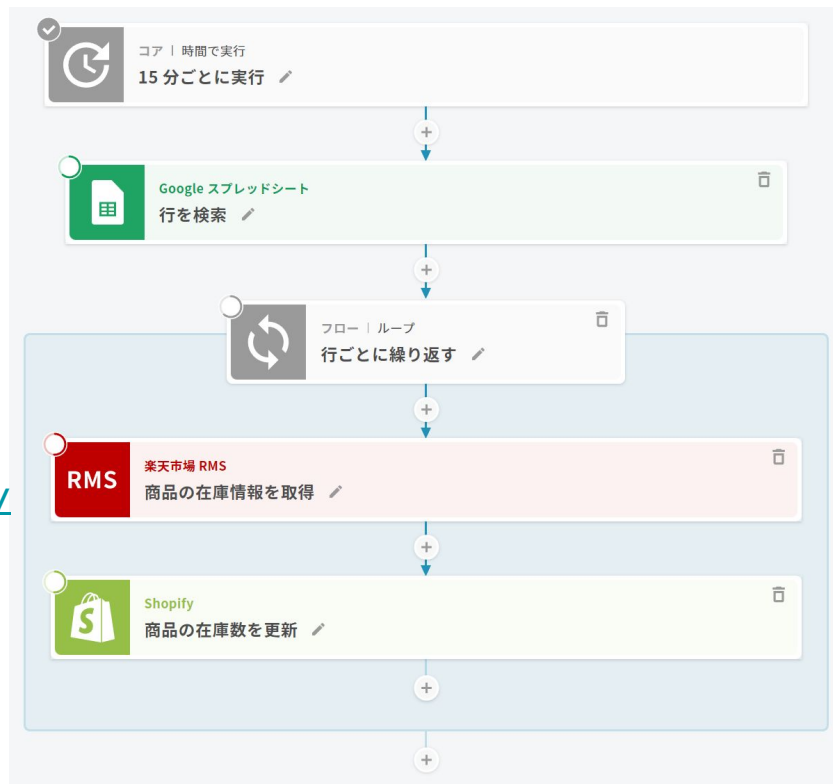 コア | 時間で実行
15 分ごとに実行
Google スプレッドシート
行を検索
フロー | ループ
行ごとに繰り返す
RMS
楽天市場 RMS
商品の在庫情報を取得
y
S
Shopify
商品の在庫数を更新